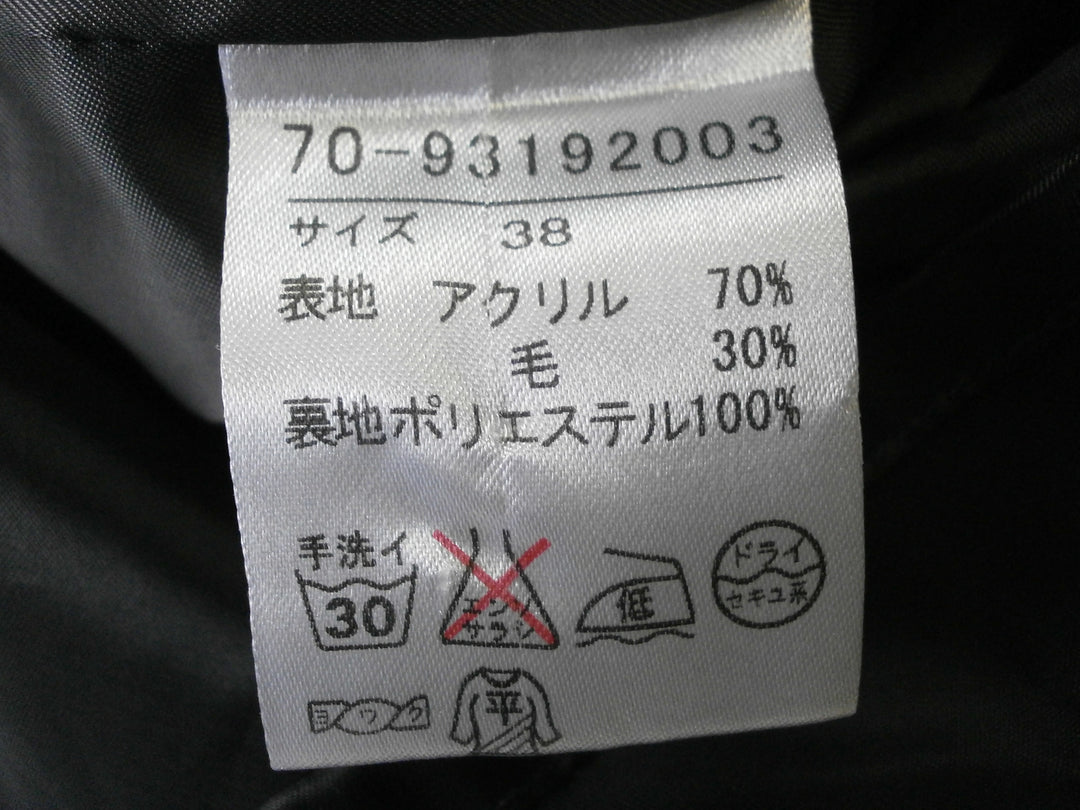 70-93192003
サイズ 38
表地 アクリル 70%
毛 30%
裏地ポリエステル100%
手洗イ
30
エンソ
サラシ
低
ドライ
セキユ系
ヨワク
平